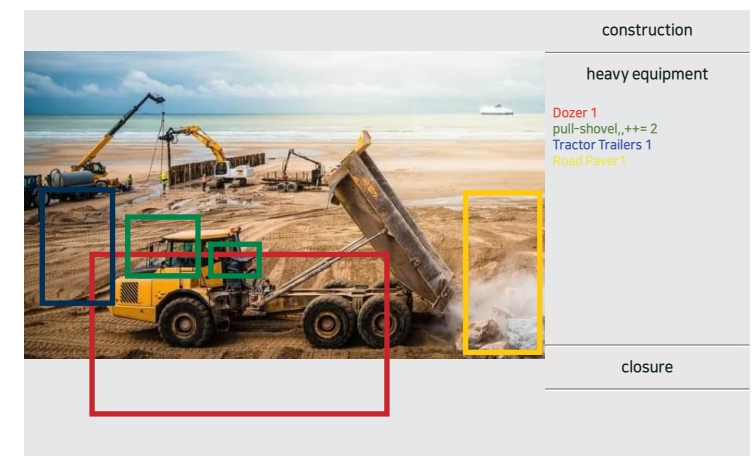 construction
heavy equipment
Dozer 1
pull-shovel,,++= 2
Tractor Trailers 1
Road Paver1
closure